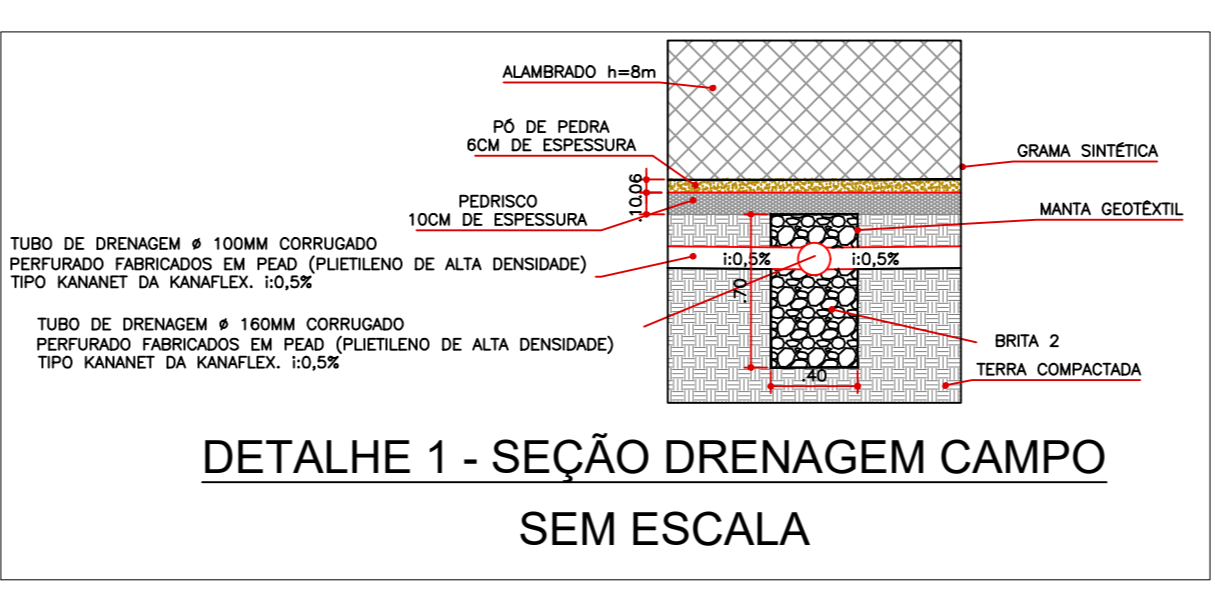 ALAMBRADO h=8m
PÓ DE PEDRA
6CM DE ESPESSURA
GRAMA SINTÉTICA
.06
.10
PEDRISCO
10CM DE ESPESSURA
MANTA GEOTÊXTIL
TUBO DE DRENAGEM ø 100MM CORRUGADO
PERFURADO FABRICADOS EM PEAD (PLIETILENO DE ALTA DENSIDADE)
TIPO KANANET DA KANAFLEX. i:0,5%
i:0,5%
i:0,5%
.70
TUBO DE DRENAGEM ø 160MM CORRUGADO
PERFURADO FABRICADOS EM PEAD (PLIETILENO DE ALTA DENSIDADE)
TIPO KANANET DA KANAFLEX. i:0,5%
BRITA 2
TERRA COMPACTADA
.40
DETALHE 1 - SEÇÃO DRENAGEM CAMPO
SEM ESCALA